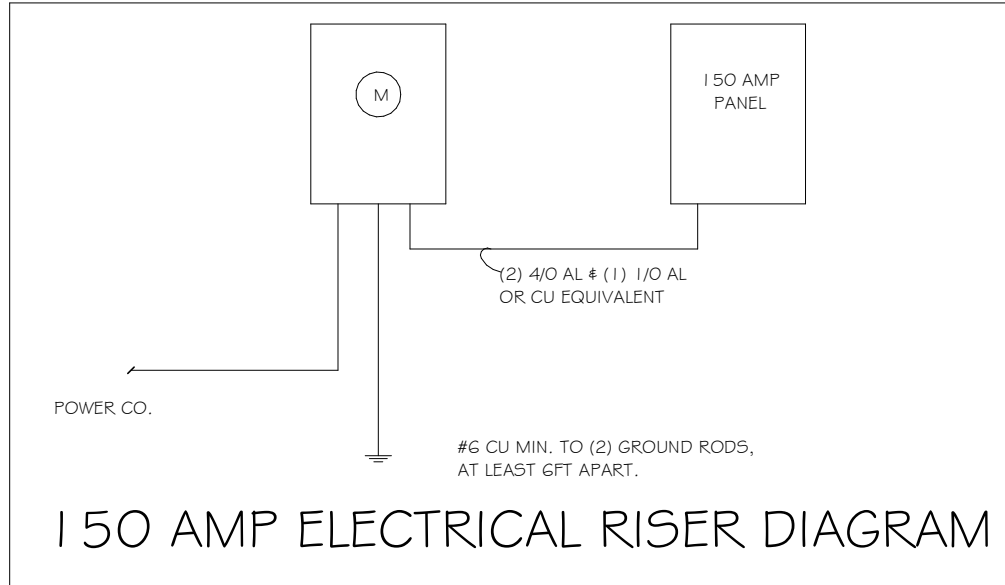 M
150 AMP
PANEL
(2) 4/0 AL & (1) 1/0 AL
OR CU EQUIVALENT
POWER CO.
#6 CU MIN. TO (2) GROUND RODS,
AT LEAST 6FT APART.
150 AMP ELECTRICAL RISER DIAGRAM